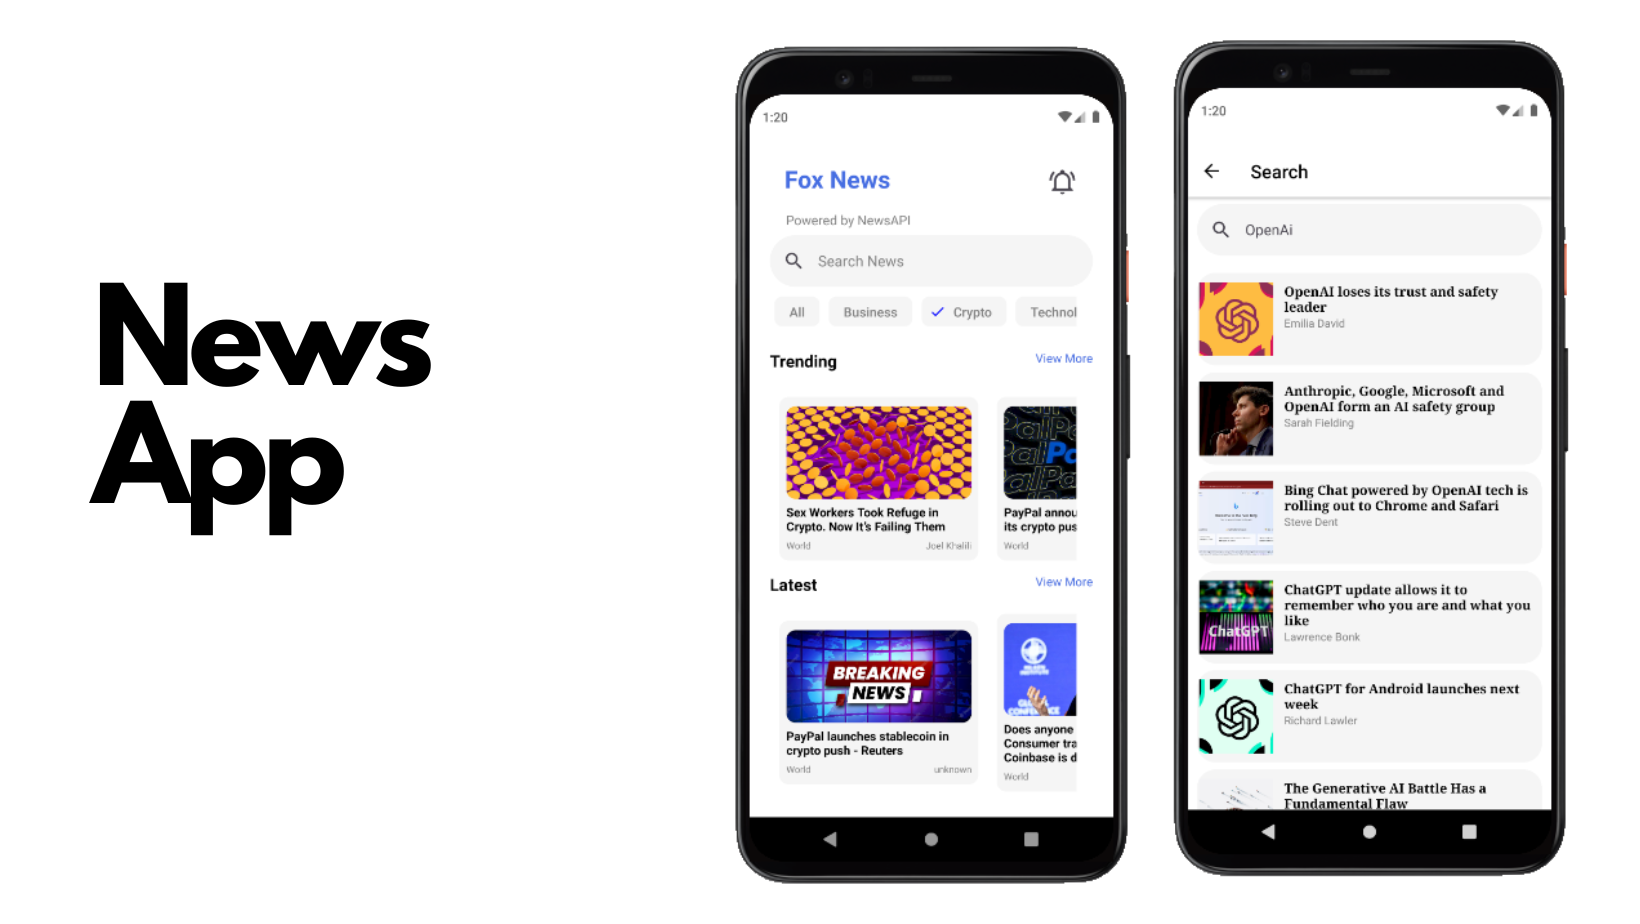 News
App
1:20
Fox News
Powered by NewsAPI
Search News
All
Business
Crypto
Technol
Trending
View More
Sex Workers Took Refuge in
Crypto. Now It's Failing Them
World
Joel Khalili
PayPal annou
its crypto pus
World
Latest
View More
BREAKING
NEWS
PayPal launches stablecoin in
crypto push - Reuters
World
unknown
Does anyone
Consumer tra
Coinbase is d
World
1:20
Search
OpenAi
OpenAI loses its trust and safety
leader
Emilia David
Anthropic, Google, Microsoft and
OpenAI form an AI safety group
Sarah Fielding
Bing Chat powered by OpenAI tech is
rolling out to Chrome and Safari
Steve Dent
ChatGPT
ChatGPT update allows it to
remember who you are and what you
like
Lawrence Bonk
ChatGPT for Android launches next
week
Richard Lawler
The Generative AI Battle Has a
Fundamental Flaw